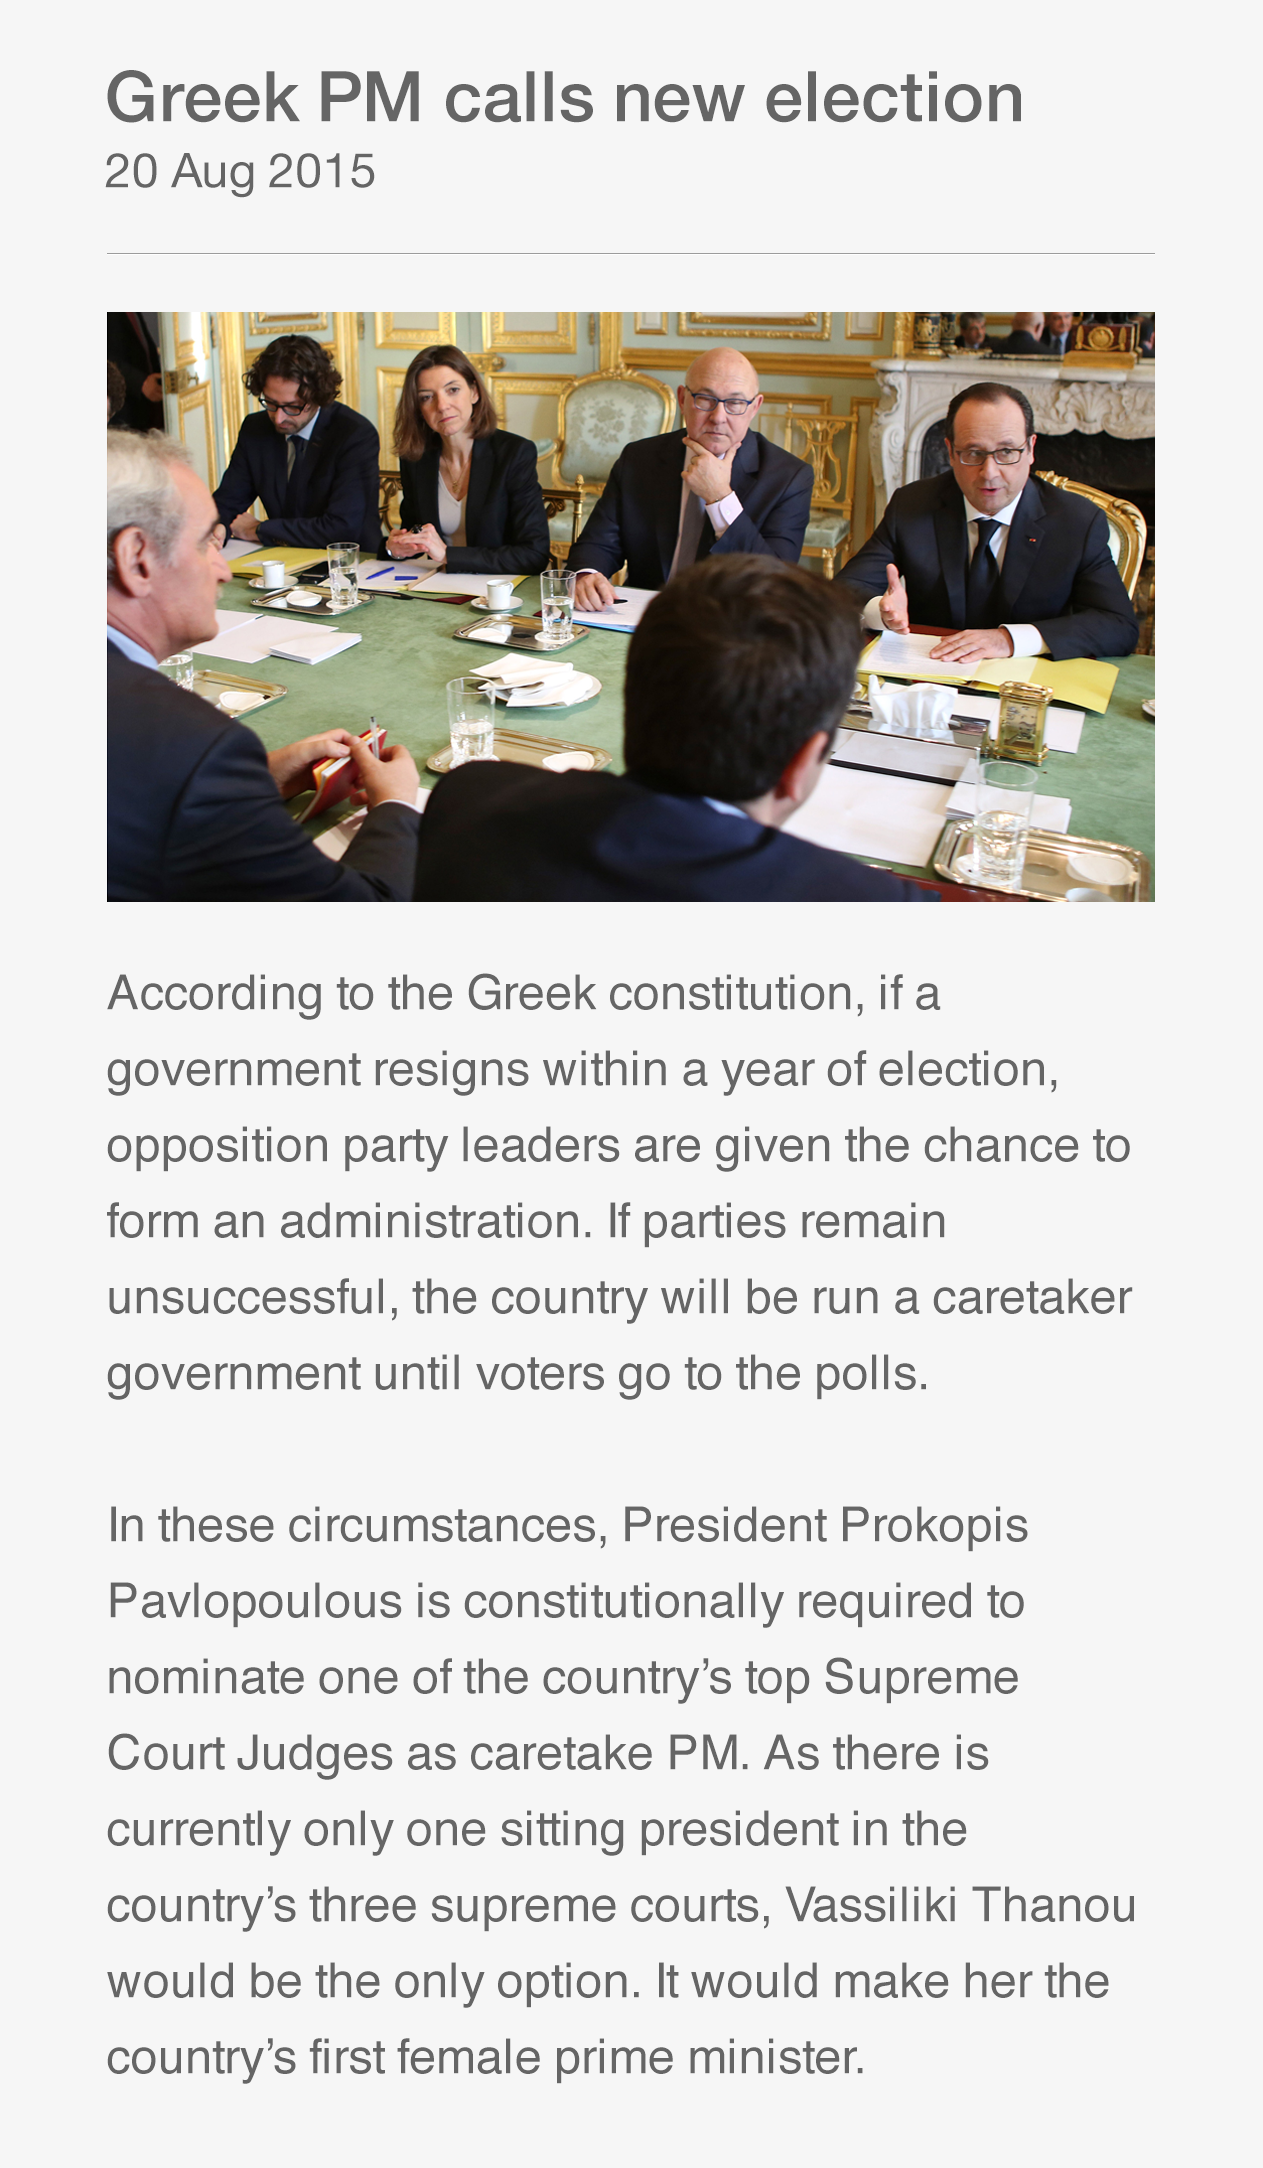 Greek PM calls new election
20 Aug 2015
According to the Greek constitution, if a
government resigns within a year of election,
opposition party leaders are given the chance to
form an administration. If parties remain
unsuccessful, the country will be run a caretaker
government until voters go to the polls.
In these circumstances, President Prokopis
Pavlopoulous is constitutionally required to
nominate one of the country’s top Supreme
Court Judges as caretake PM. As there is
currently only one sitting president in the
country’s three supreme courts, Vassiliki Thanou
would be the only option. It would make her the
country’s first female prime minister.